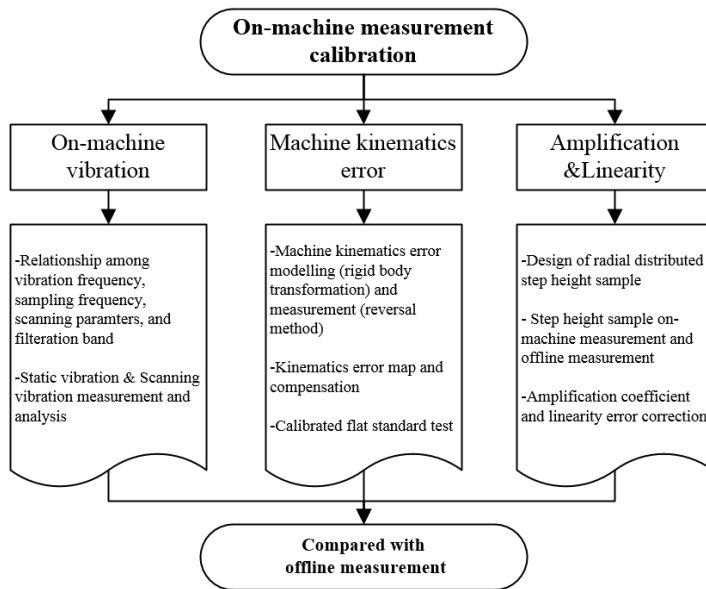 On-machine measurement
calibration
On-machine
vibration
Machine kinematics
error
Amplification
&Linearity
-Relationship among
vibration frequency,
sampling frequency,
scanning paramters, and
filteration band
-Static vibration & Scanning
vibration measurement and
analysis
-Machine kinematics error
modelling (rigid body
transformation) and
measurement (reversal
method)
-Kinematics error map and
compensation
-Calibrated flat standard test
-Design of radial distributed
step height sample
- Step height sample on-
machine measurement and
offline measurement
-Amplification coefficient
and linearity error correction
Compared with
offline measurement